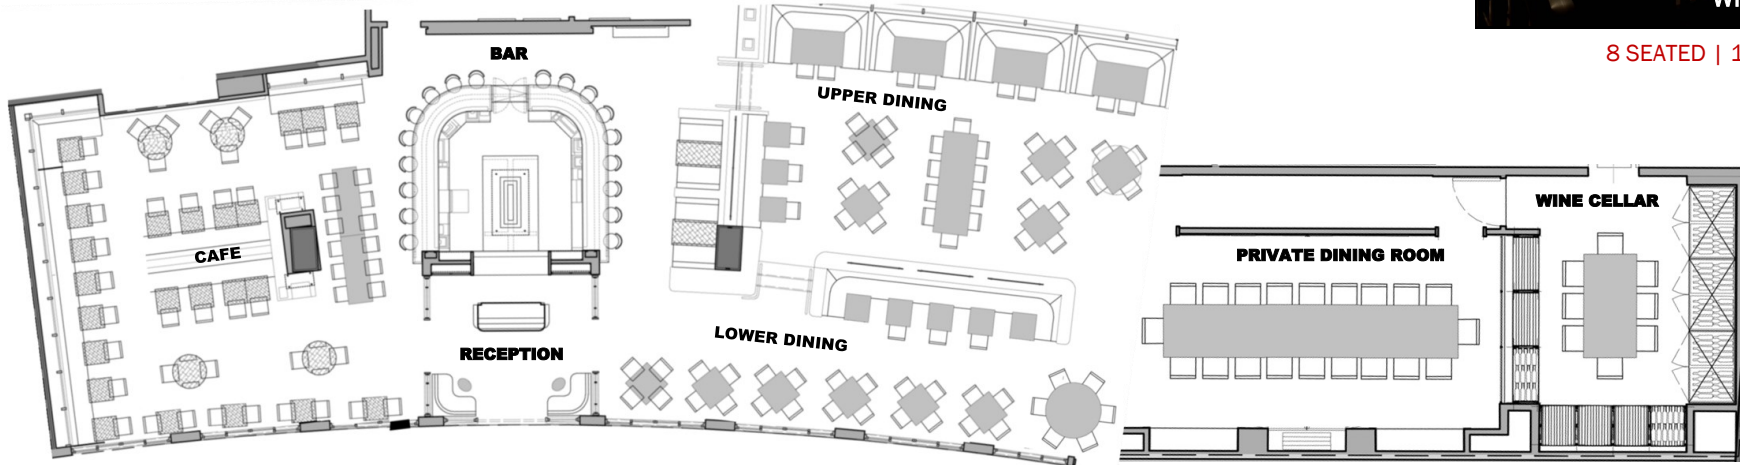 8 SEATED | 1
BAR
UPPER DINING
WINE CELLAR
CAFE
PRIVATE DINING ROOM
LOWER DINING
RECEPTION